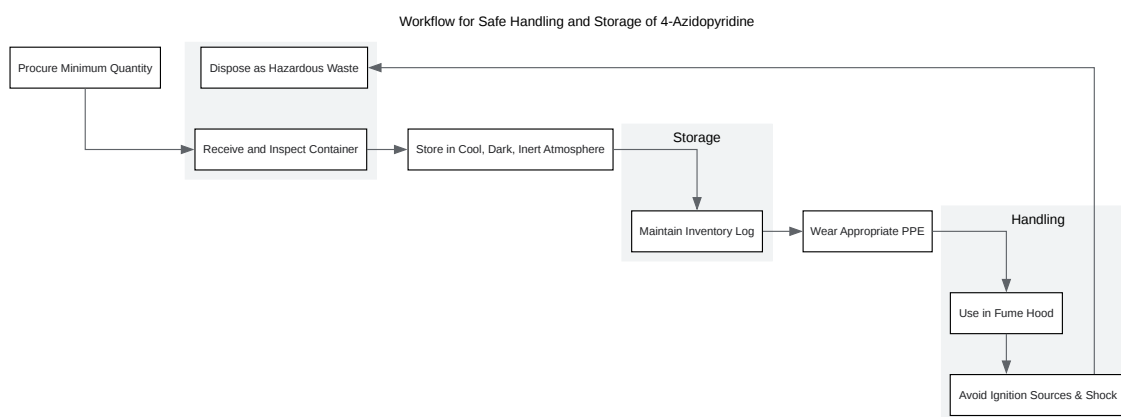 Workflow for Safe Handling and Storage of 4-Azidopyridine
Procure Minimum Quantity
Dispose as Hazardous Waste
Receive and Inspect Container
Store in Cool, Dark, Inert Atmosphere
Storage
Maintain Inventory Log
Wear Appropriate PPE
Handling
Use in Fume Hood
Avoid Ignition Sources & Shock